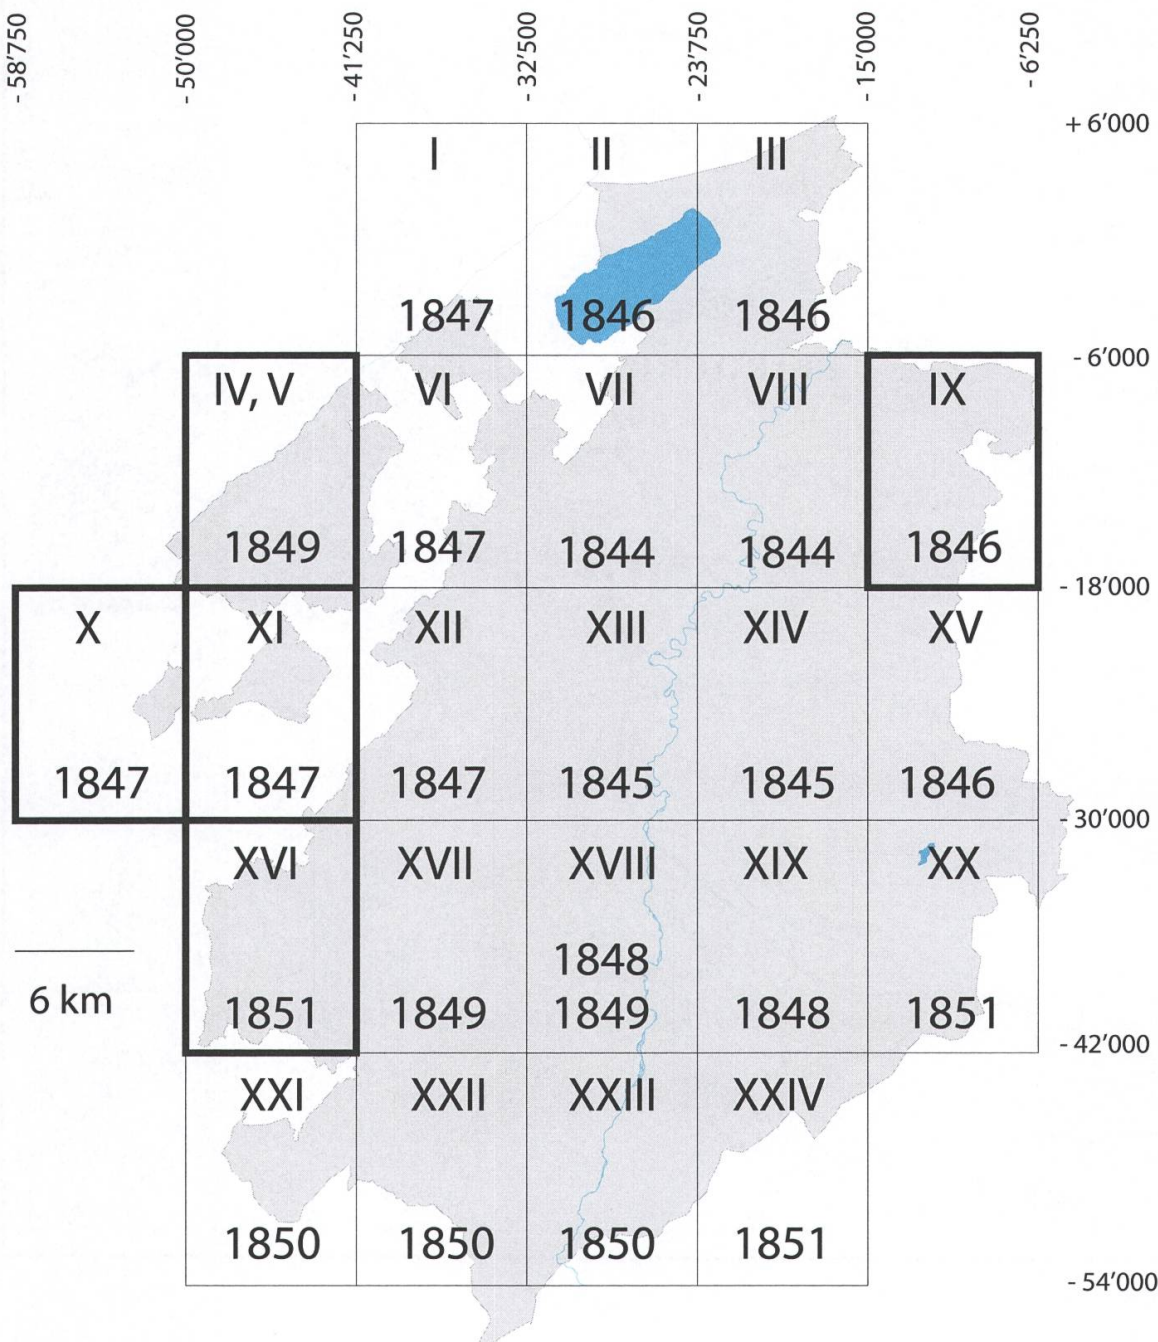 - 58’750
- 50’000
- 41’250
- 32’500
- 23’750
- 15’000
- 6’250
+ 6’000
I
II
III
1847
1846
1846
- 6’000
IV, V
VI
VII
VIII
IX
1849
1847
1844
1844
1846
- 18’000
X
XI
XII
XIII
XIV
XV
1847
1847
1847
1845
1845
1846
- 30’000
XVI
XVII
XVIII
XIX
XX
1848
6 km
1851
1849
1849
1848
1851
- 42’000
XXI
XXII
XXIII
XXIV
1850
1850
1850
1851
- 54’000